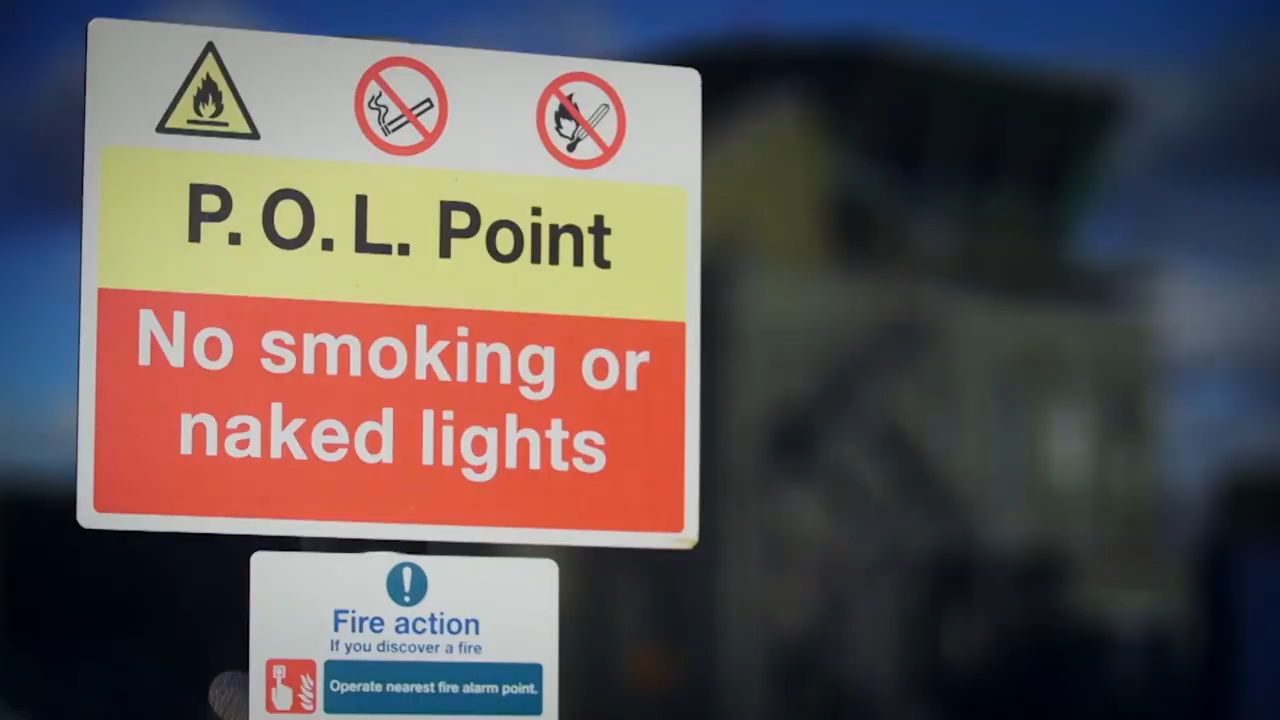 P. O. L. Point
No smoking or
naked lights
Fire action
If you discover a fire
Operate nearest fire alarm point.